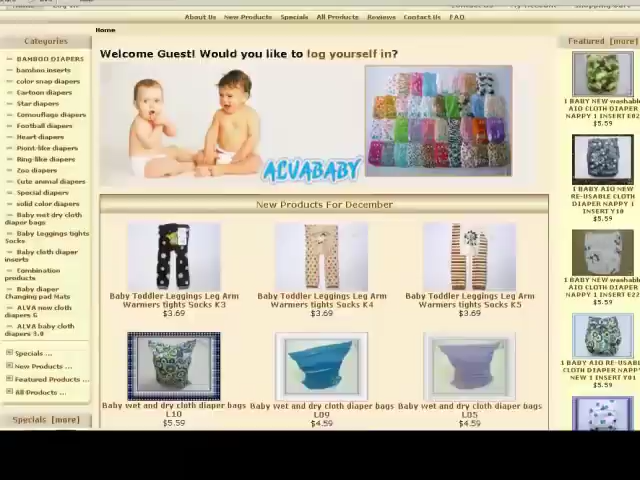 About Us New Products Specials All Products Reviews Contact Us FAQ
Categories
BAMBOO DIAPERS
bamboo inserts
color snap diapers
Cartoon diapers
Star diapers
Camouflage diapers
Football diapers
Heart diapers
Ring-like diapers
Zoo diapers
Cute animal diapers
Special diapers
solid color diapers
Baby wet dry cloth
diaper bags
Baby Leggings tights
Socks
Baby cloth diaper
inserts
Combination
products
Baby diaper
Changing pad Mats
ALVA new cloth
diapers G
ALVA baby cloth
diapers 3.0
Specials ...
New Products ...
Featured Products ...
All Products ...
Specials [more]
Home
Welcome Guest! Would you like to log yourself in?
ALVABABY
New Products For December
Baby Toddler Leggings Leg Arm
Warmers tights Socks K3
$3.69
Baby Toddler Leggings Leg Arm
Warmers tights Socks K4
$3.69
Baby Toddler Leggings Leg Arm
Warmers tights Socks K5
$3.69
Baby wet and dry cloth diaper bags
L10
$5.59
Baby wet and dry cloth diaper bags
L09
$4.59
Baby wet and dry cloth diaper bags
L05
$4.59
Featured [more]
1 BABY NEW washable
AIO CLOTH DIAPER
NAPPY 1 INSERT E02
$5.59
1 BABY AIO NEW
RE-USABLE CLOTH
DIAPER NAPPY 1
INSERT Y10
$5.59
1 BABY NEW washable
AIO CLOTH DIAPER
NAPPY 1 INSERT E22
$5.59
1 BABY AIO RE-USABLE
CLOTH DIAPER NAPPY
NEW 1 INSERT Y01
$5.59